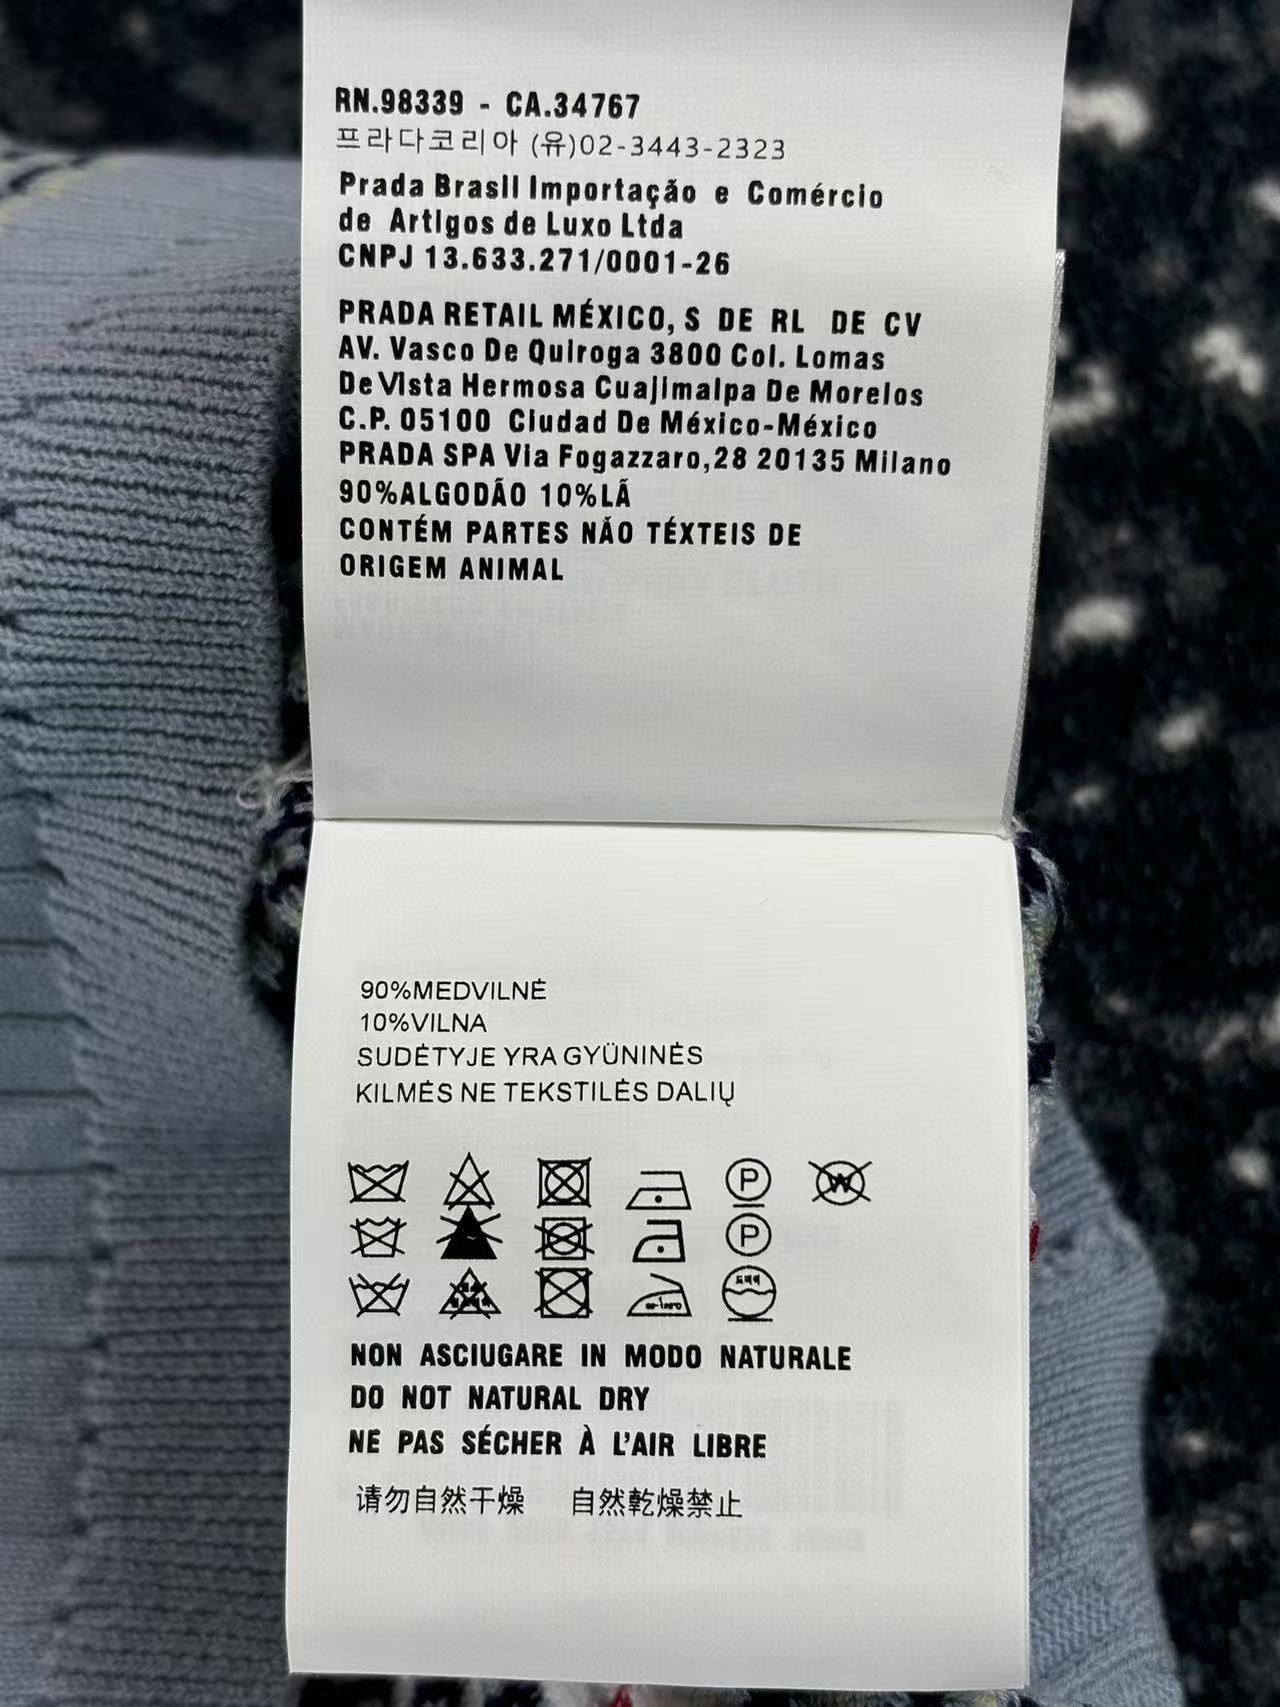 RN.98339 - CA.34767
프라다코리아 (유)02-3443-2323
Prada Brasil Importação e Comércio
de Artigos de Luxo Ltda
CNPJ 13.633.271/0001-26
PRADA RETAIL MÉXICO, S DE RL DE CV
AV. Vasco De Quiroga 3800 Col. Lomas
De Vista Hermosa Cuajimalpa De Morelos
C.P. 05100 Ciudad De México-México
PRADA SPA Via Fogazzaro,28 20135 Milano
90%ALGODÃO 10%LÃ
CONTÉM PARTES NÃO TÉXTEIS DE
ORIGEM ANIMAL
90%MEDVILNĖ
10%VILNA
SUDĖTYJE YRA GYŪNINĖS
KILMĖS NE TEKSTILĖS DALIŲ
P W
P
NON ASCIUGARE IN MODO NATURALE
DO NOT NATURAL DRY
NE PAS SÉCHER À L'AIR LIBRE
请勿自然干燥 自然乾燥禁止